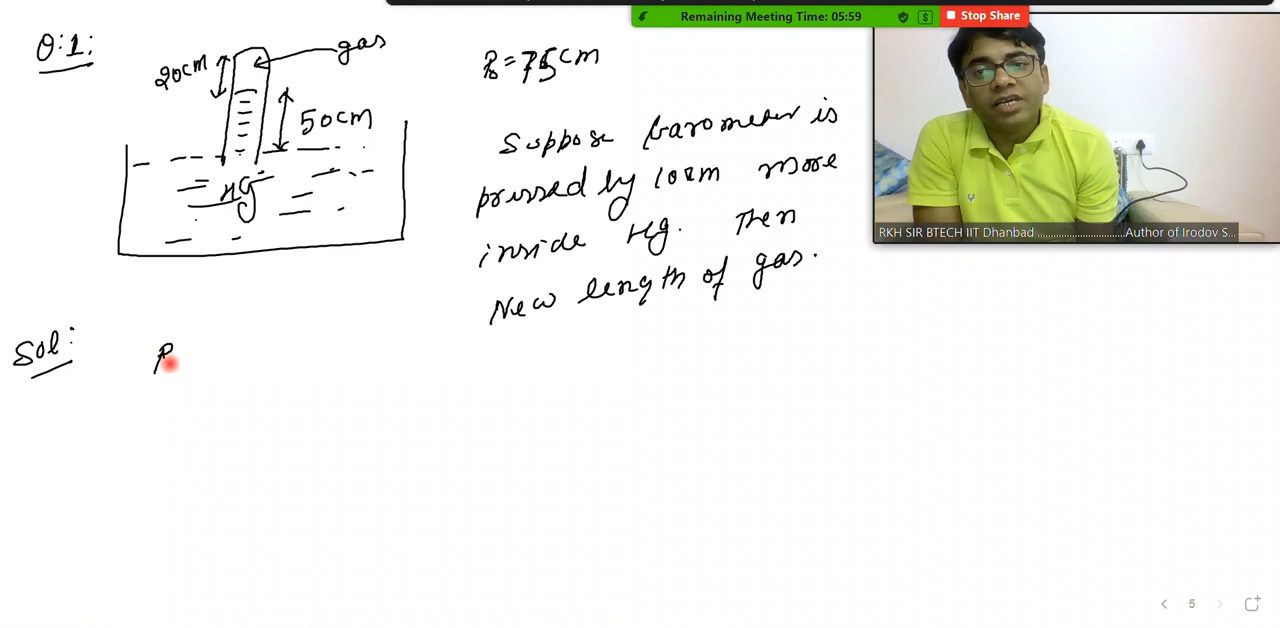 Remaining Meeting Time: 05:59
Stop Share
Q:1:
20cm
gas
50cm
Hg
P₀=75cm
Suppose barometer is
pressed by 10cm more
inside Hg. Then
New length of gas.
RKH SIR BTECH IIT Dhanbad ..............................Author of Irodov S...
Sol:
P
5